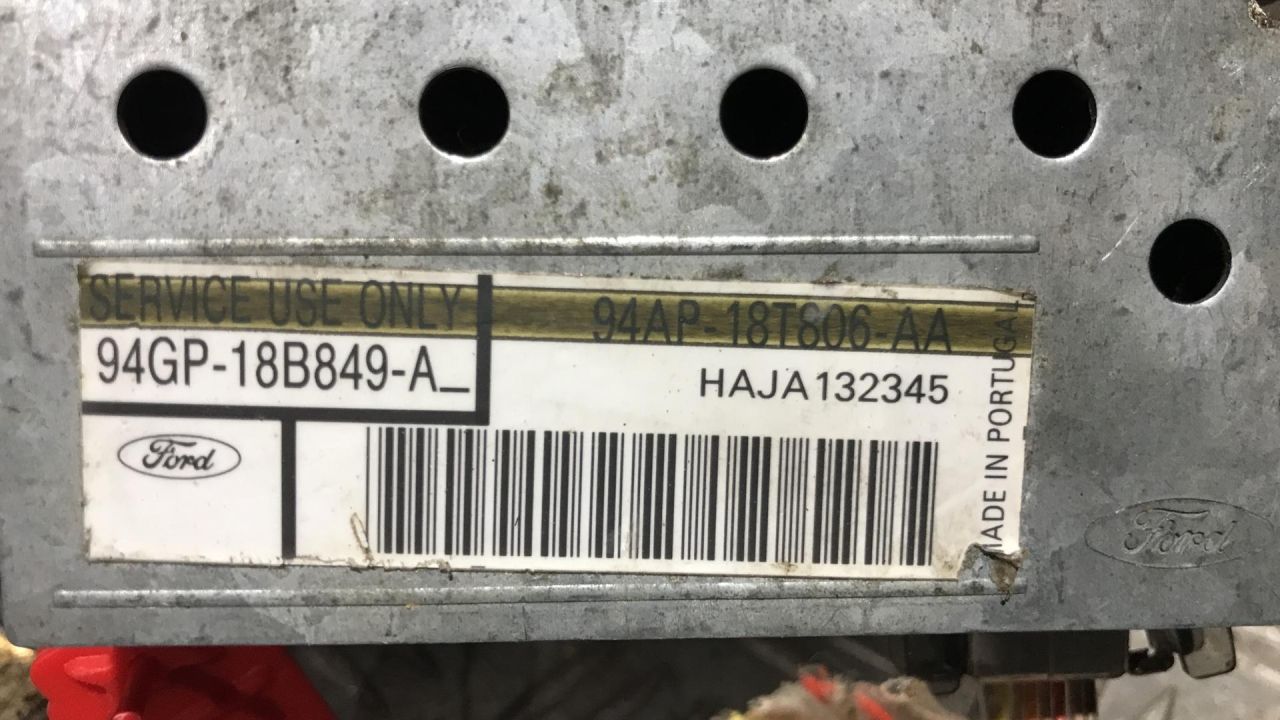 SERVICE USE ONLY
94AP-18T806-AA
94GP-18B849-A_
HAJA132345
MADE IN PORTUGAL
Ford
Ford